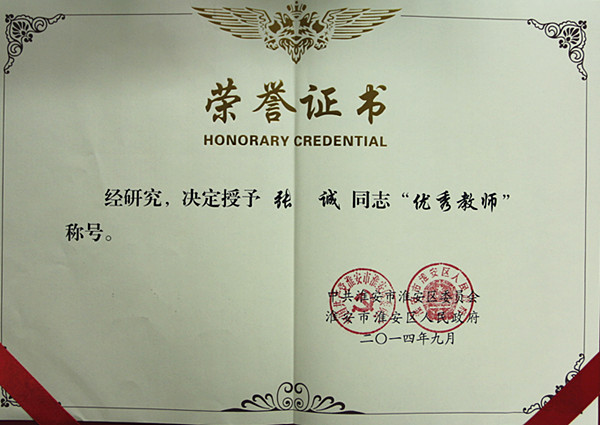 荣誉证书
HONORARY CREDENTIAL
经研究，决定授予 张 诚 同志“优秀教师”
称号。
中共淮安市淮安区委员会
淮安市淮安区人民政府
二〇一四年九月